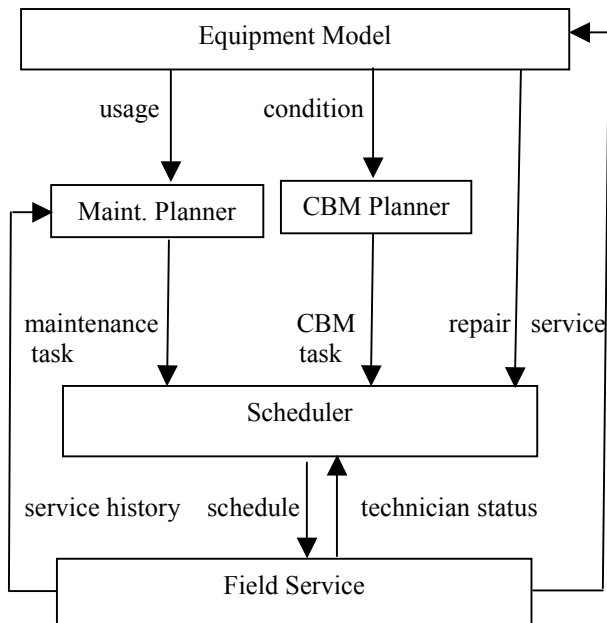 Equipment Model
usage
condition
Maint. Planner
CBM Planner
maintenance
task
CBM
task
repair
service
Scheduler
service history
schedule
technician status
Field Service